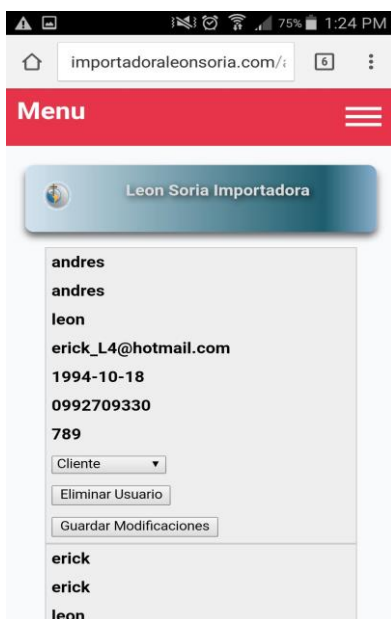 75% 1:24 PM
importadoraleonsoria.com/a 6
Menu
Leon Soria Importadora
andres
andres
leon
erick_L4@hotmail.com
1994-10-18
0992709330
789
Cliente
Eliminar Usuario
Guardar Modificaciones
erick
erick
leon